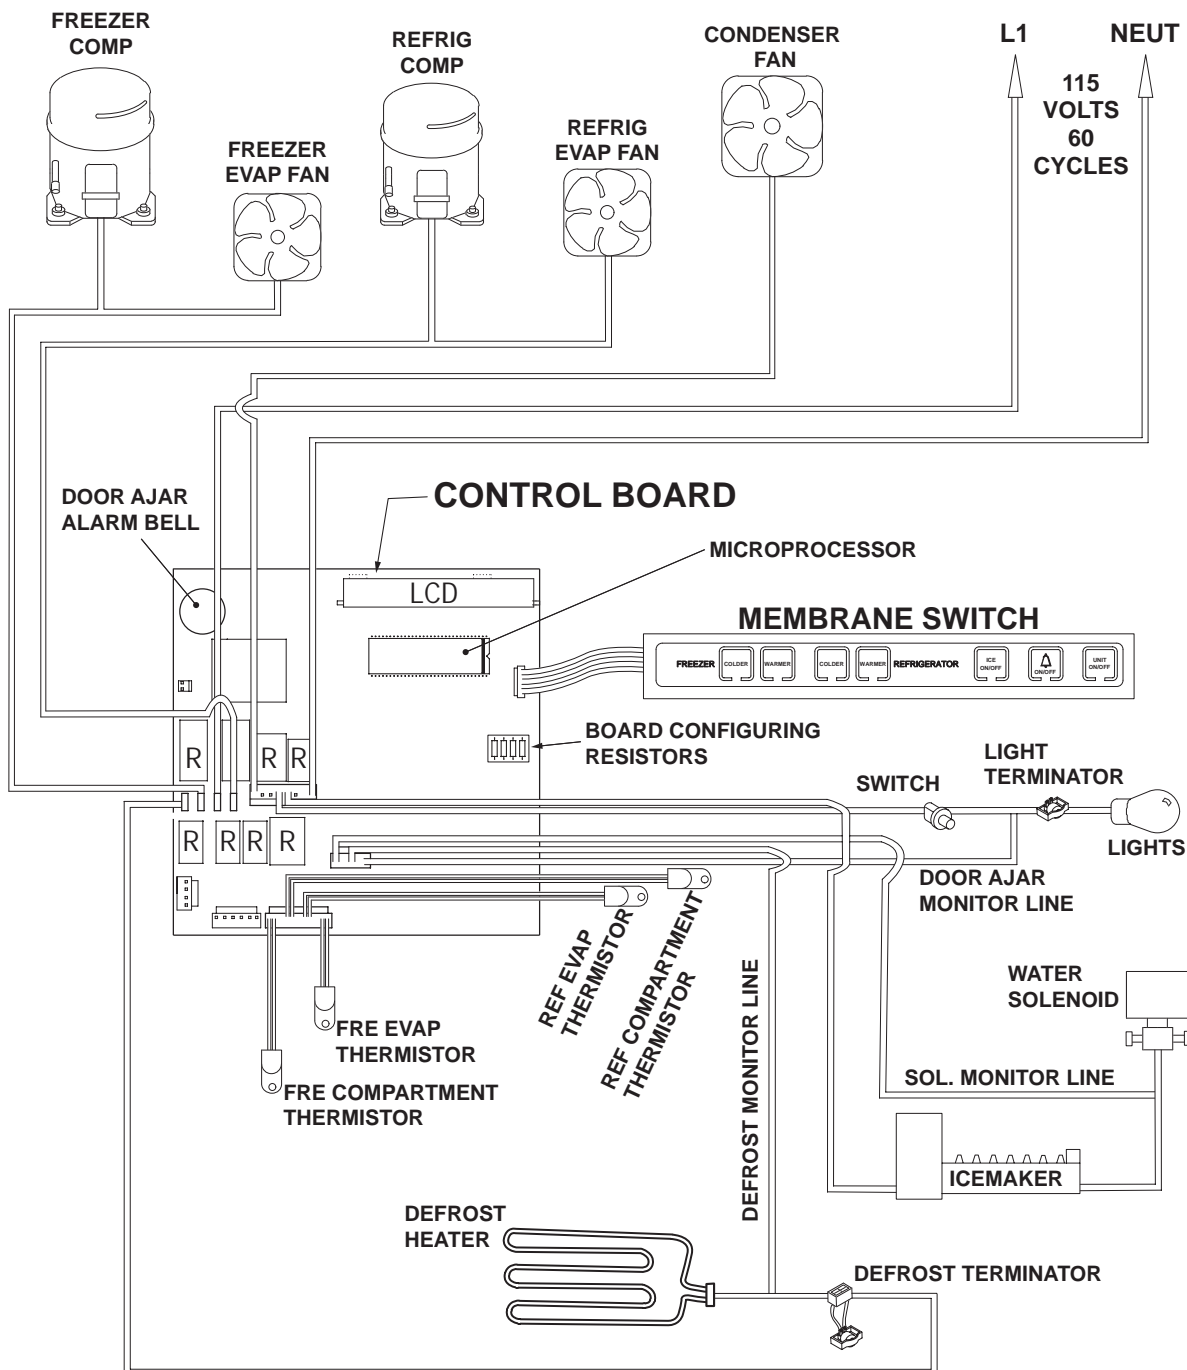 FREEZER
COMP
REFRIG
COMP
CONDENSER
FAN
L1
NEUT
115
VOLTS
60
CYCLES
FREEZER
EVAP FAN
REFRIG
EVAP FAN
DOOR AJAR
ALARM BELL
CONTROL BOARD
MICROPROCESSOR
LCD
MEMBRANE SWITCH
FREEZER
COLDER
WARMER
COLDER
WARMER
REFRIGERATOR
ICE
ON/OFF
ON/OFF
UNIT
ON/OFF
BOARD CONFIGURING
RESISTORS
R
R
R
LIGHT
TERMINATOR
SWITCH
LIGHTS
R
R
R
R
DOOR AJAR
MONITOR LINE
REF EVAP
THERMISTOR
REF COMPARTMENT
THERMISTOR
DEFROST MONITOR LINE
WATER
SOLENOID
FRE EVAP
THERMISTOR
FRE COMPARTMENT
THERMISTOR
SOL. MONITOR LINE
ICEMAKER
DEFROST
HEATER
DEFROST TERMINATOR